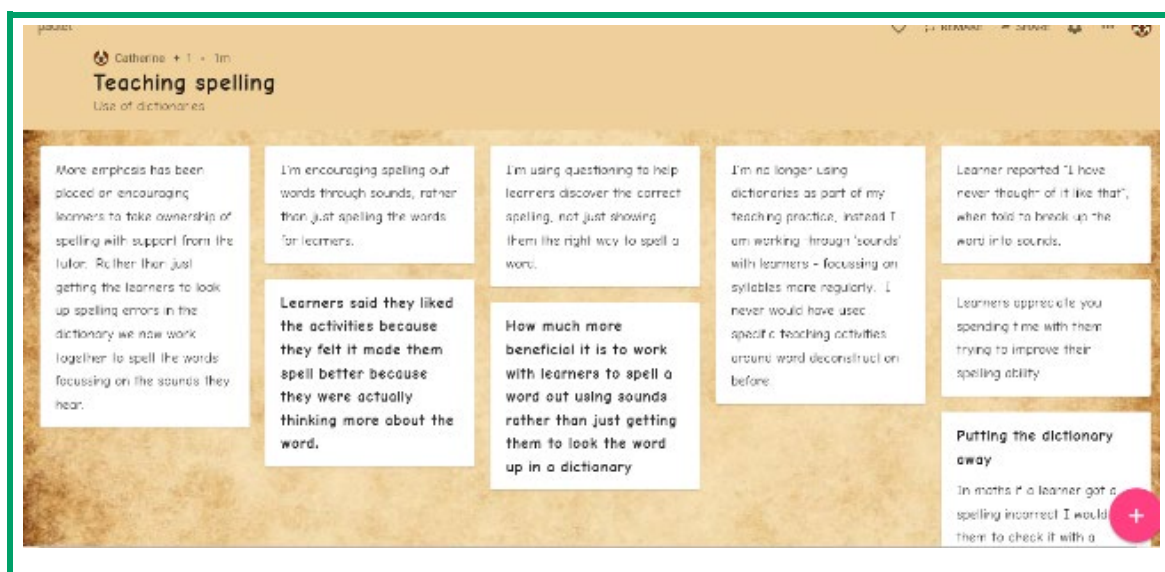 padlet
REMAKE
SHARE
Catherine + 1 • 1m
Teaching spelling
Use of dictionaries
More emphasis has been
placed on encouraging
learners to take ownership of
spelling with support from the
tutor. Rather than just
getting the learners to look
up spelling errors in the
dictionary we now work
together to spell the words
focussing on the sounds they
hear.
I'm encouraging spelling out
words through sounds, rather
than just spelling the words
for learners.
Learners said they liked
the activities because
they felt it made them
spell better because
they were actually
thinking more about the
word.
I'm using questioning to help
learners discover the correct
spelling, not just showing
them the right way to spell a
word.
How much more
beneficial it is to work
with learners to spell a
word out using sounds
rather than just getting
them to look the word
up in a dictionary
I'm no longer using
dictionaries as part of my
teaching practice, instead I
am working through 'sounds'
with learners - focussing on
syllables more regularly. I
never would have used
specific teaching activities
around word deconstruction
before
Learner reported "I have
never thought of it like that",
when told to break up the
word into sounds.
Learners appreciate you
spending time with them
trying to improve their
spelling ability
Putting the dictionary
away
In maths if a learner got a
spelling incorrect I would
them to check it with a